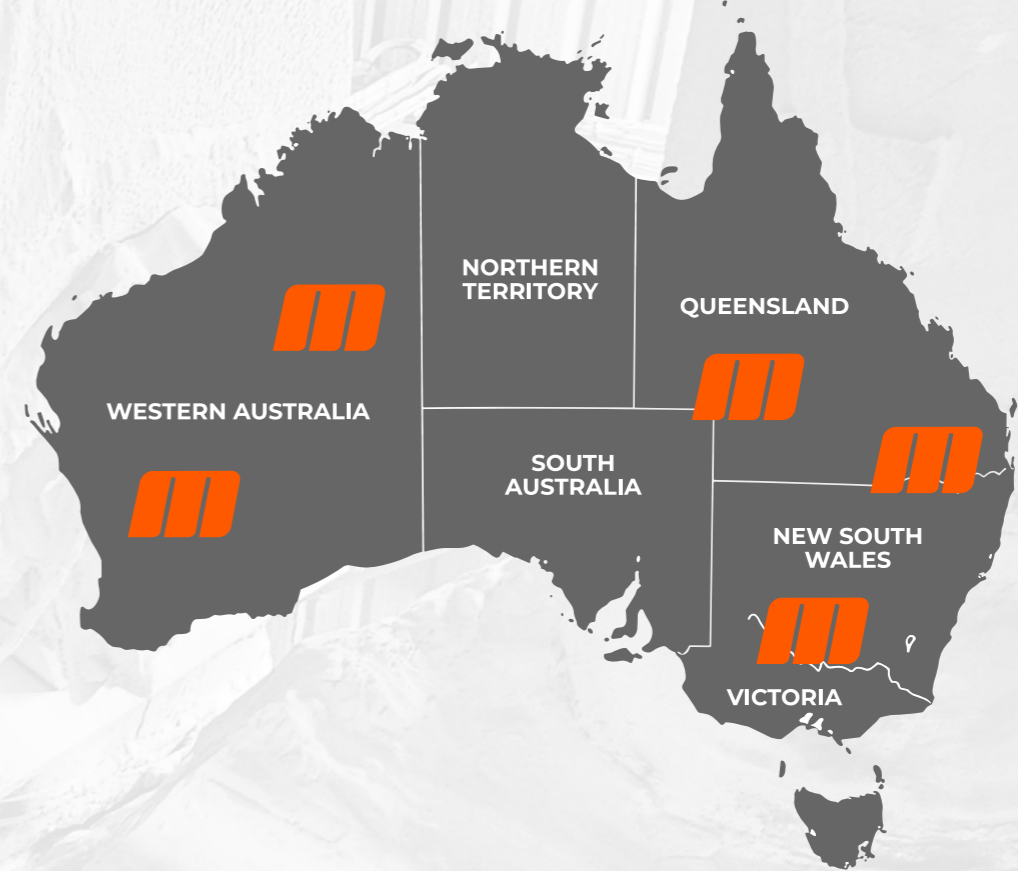 NORTHERN
TERRITORY
QUEENSLAND
WESTERN AUSTRALIA
SOUTH
AUSTRALIA
NEW SOUTH
WALES
VICTORIA